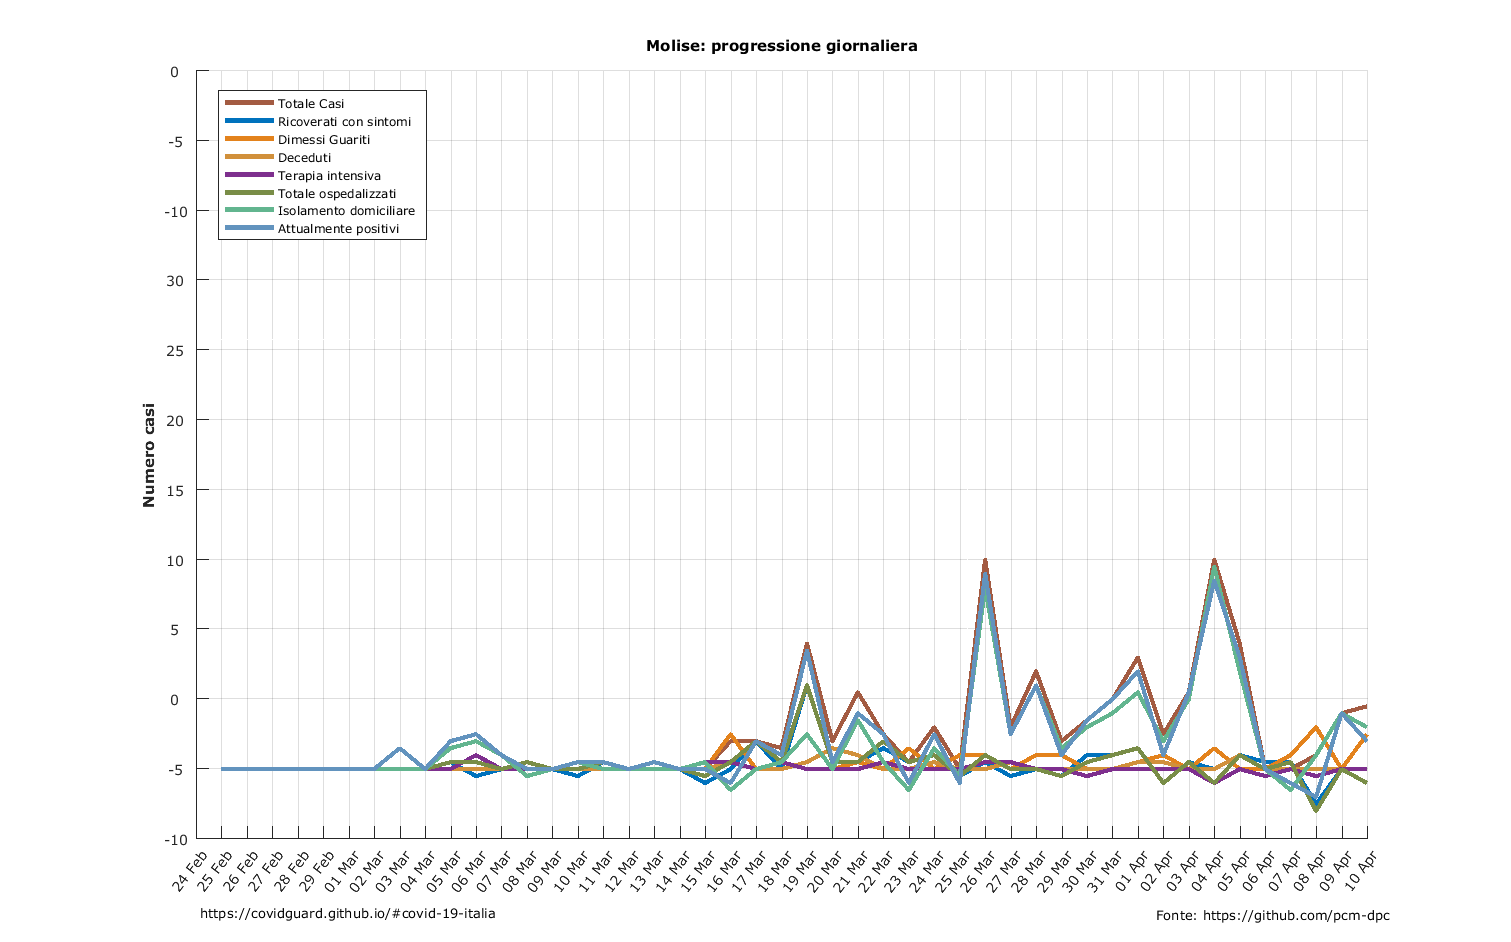 Molise: progressione giornaliera
0
-5
-10
30
25
20
15
10
5
0
-5
-10
Numero casi
Totale Casi
Ricoverati con sintomi
Dimessi Guariti
Deceduti
Terapia intensiva
Totale ospedalizzati
Isolamento domiciliare
Attualmente positivi
24 Feb
25 Feb
26 Feb
27 Feb
28 Feb
29 Feb
01 Mar
02 Mar
03 Mar
04 Mar
05 Mar
06 Mar
07 Mar
08 Mar
09 Mar
10 Mar
11 Mar
12 Mar
13 Mar
14 Mar
15 Mar
16 Mar
17 Mar
18 Mar
19 Mar
20 Mar
21 Mar
22 Mar
23 Mar
24 Mar
25 Mar
26 Mar
27 Mar
28 Mar
29 Mar
30 Mar
31 Mar
01 Apr
02 Apr
03 Apr
04 Apr
05 Apr
06 Apr
07 Apr
08 Apr
09 Apr
10 Apr
https://covidguard.github.io/#covid-19-italia
Fonte: https://github.com/pcm-dpc